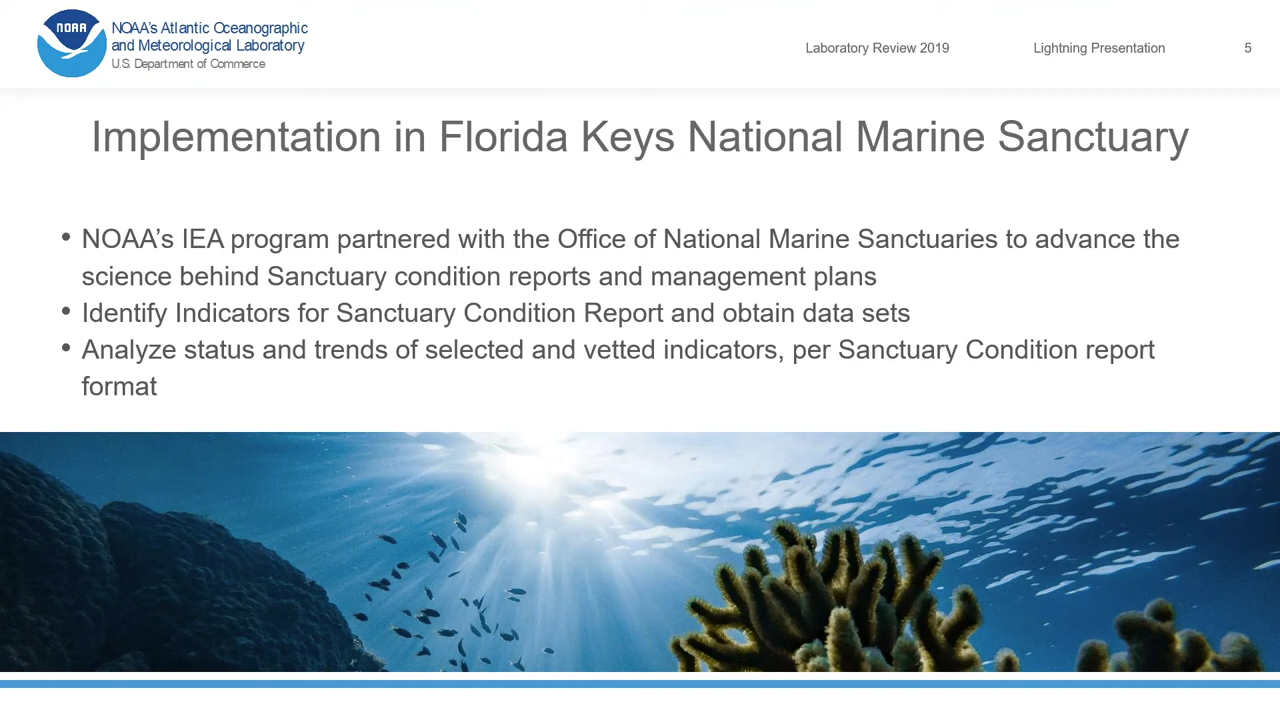 NOAA
NOAA's Atlantic Oceanographic
and Meteorological Laboratory
U.S. Department of Commerce
Laboratory Review 2019
Lightning Presentation
5
Implementation in Florida Keys National Marine Sanctuary
• NOAA’s IEA program partnered with the Office of National Marine Sanctuaries to advance the
science behind Sanctuary condition reports and management plans
• Identify Indicators for Sanctuary Condition Report and obtain data sets
• Analyze status and trends of selected and vetted indicators, per Sanctuary Condition report
format